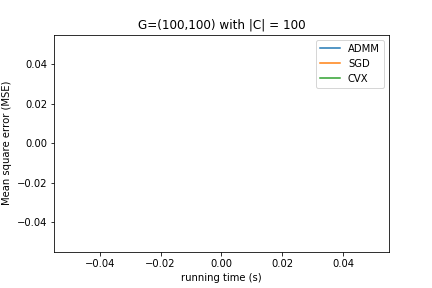 G=(100,100) with |C| = 100
ADMM
SGD
CVX
Mean square error (MSE)
0.04
0.02
0.00
−0.02
−0.04
−0.04
−0.02
0.00
0.02
0.04
running time (s)